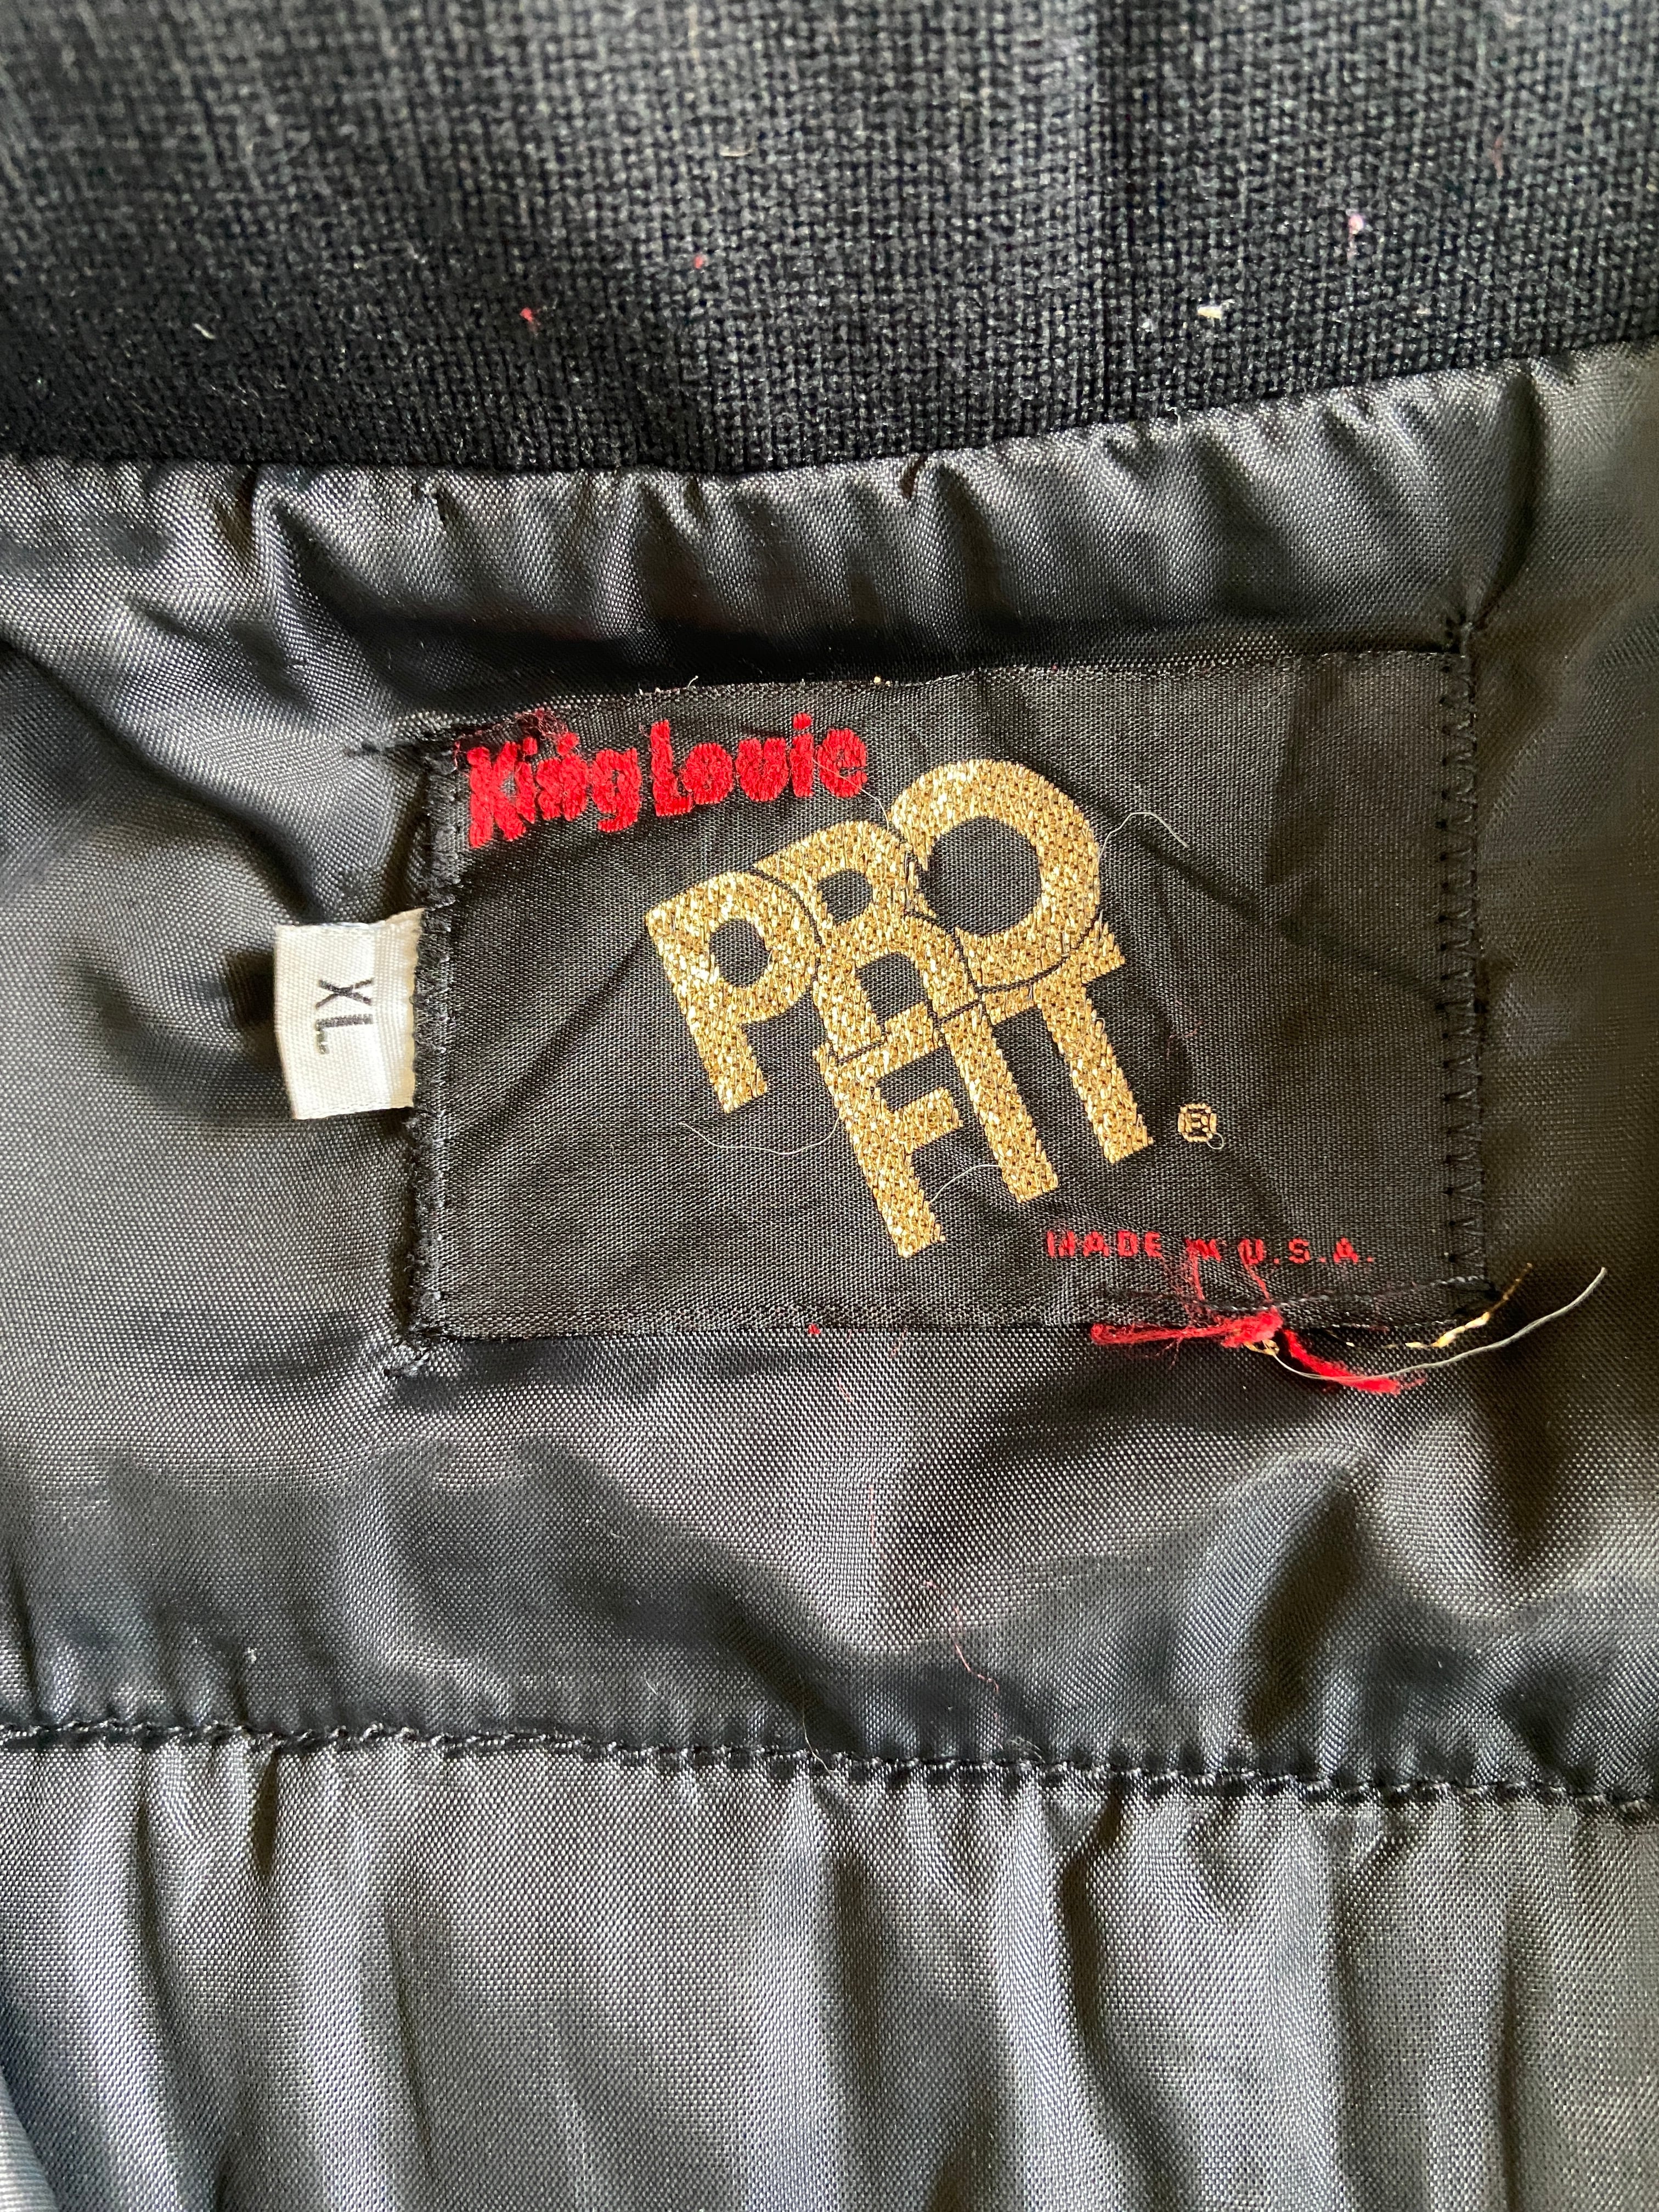 King Louie
PRO
FIT
®
MADE IN U.S.A.
XL